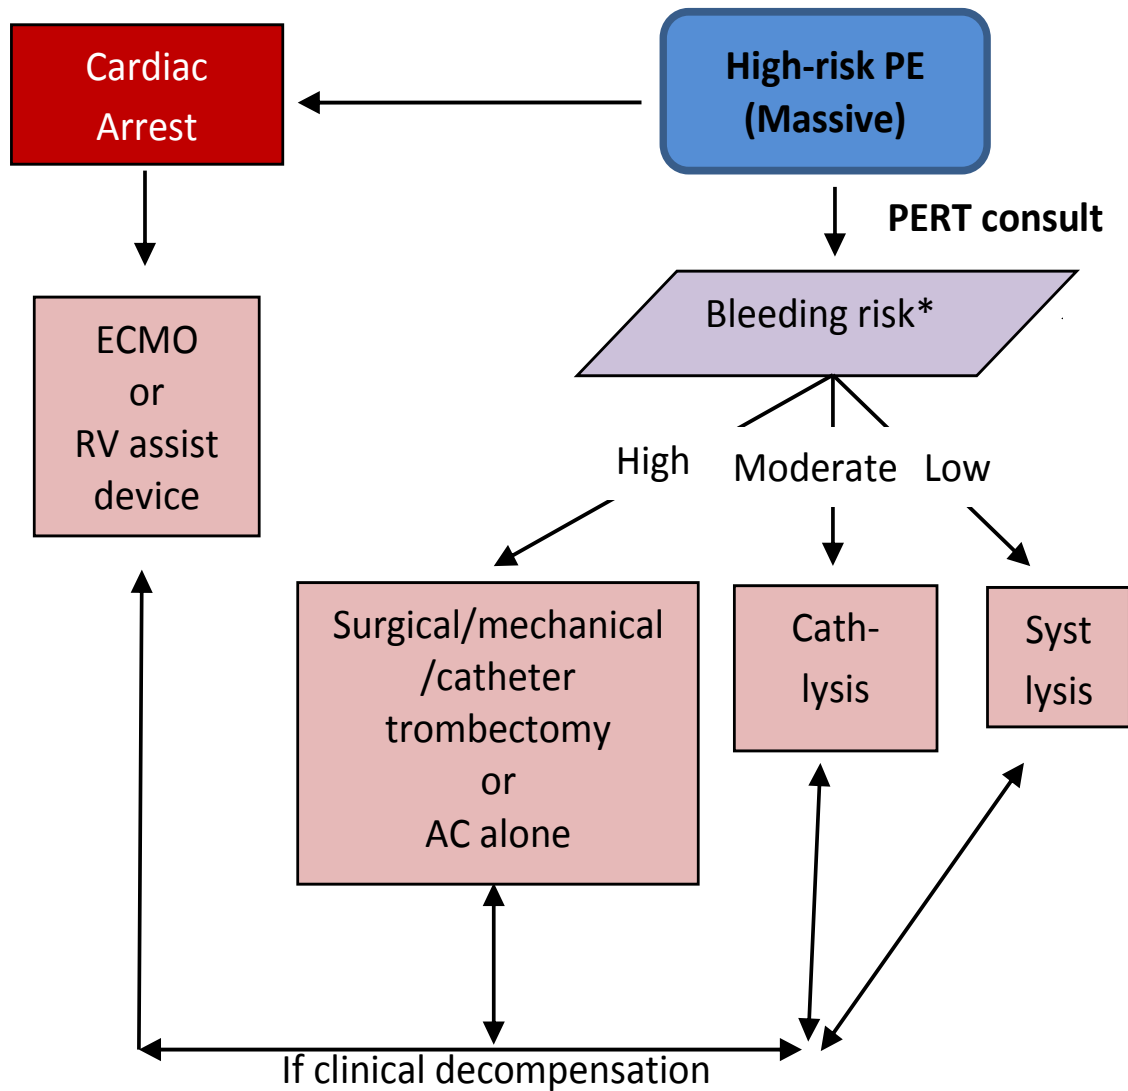 Cardiac
Arrest
High-risk PE
(Massive)
PERT consult
Bleeding risk*
ECMO
or
RV assist
device
High
Moderate
Low
Surgical/mechanical
/catheter
trombectomy
or
AC alone
Cath-
lysis
Syst
lysis
If clinical decompensation